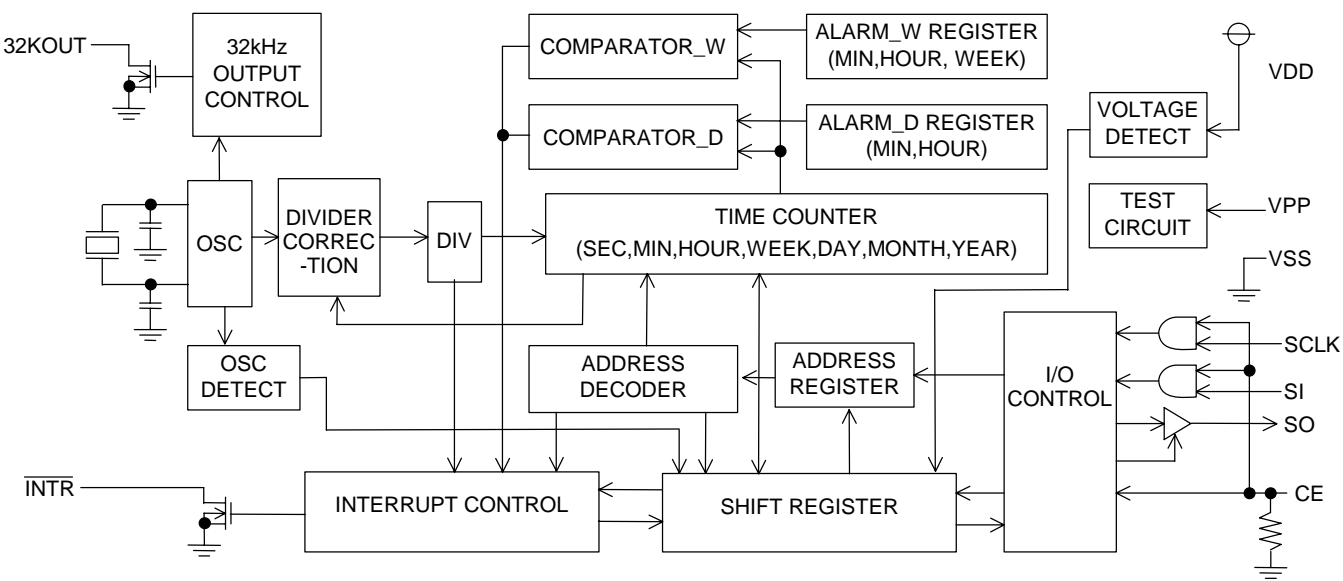 32KOUT
32kHz
OUTPUT
CONTROL
COMPARATOR_W
ALARM_W REGISTER
(MIN,HOUR, WEEK)
VDD
VOLTAGE
DETECT
COMPARATOR_D
ALARM_D REGISTER
(MIN,HOUR)
TEST
CIRCUIT
VPP
OSC
DIVIDER
CORREC
-TION
DIV
TIME COUNTER
(SEC,MIN,HOUR,WEEK,DAY,MONTH,YEAR)
VSS
OSC
DETECT
ADDRESS
DECODER
ADDRESS
REGISTER
I/O
CONTROL
SCLK
SI
SO
INTR
INTERRUPT CONTROL
SHIFT REGISTER
CE